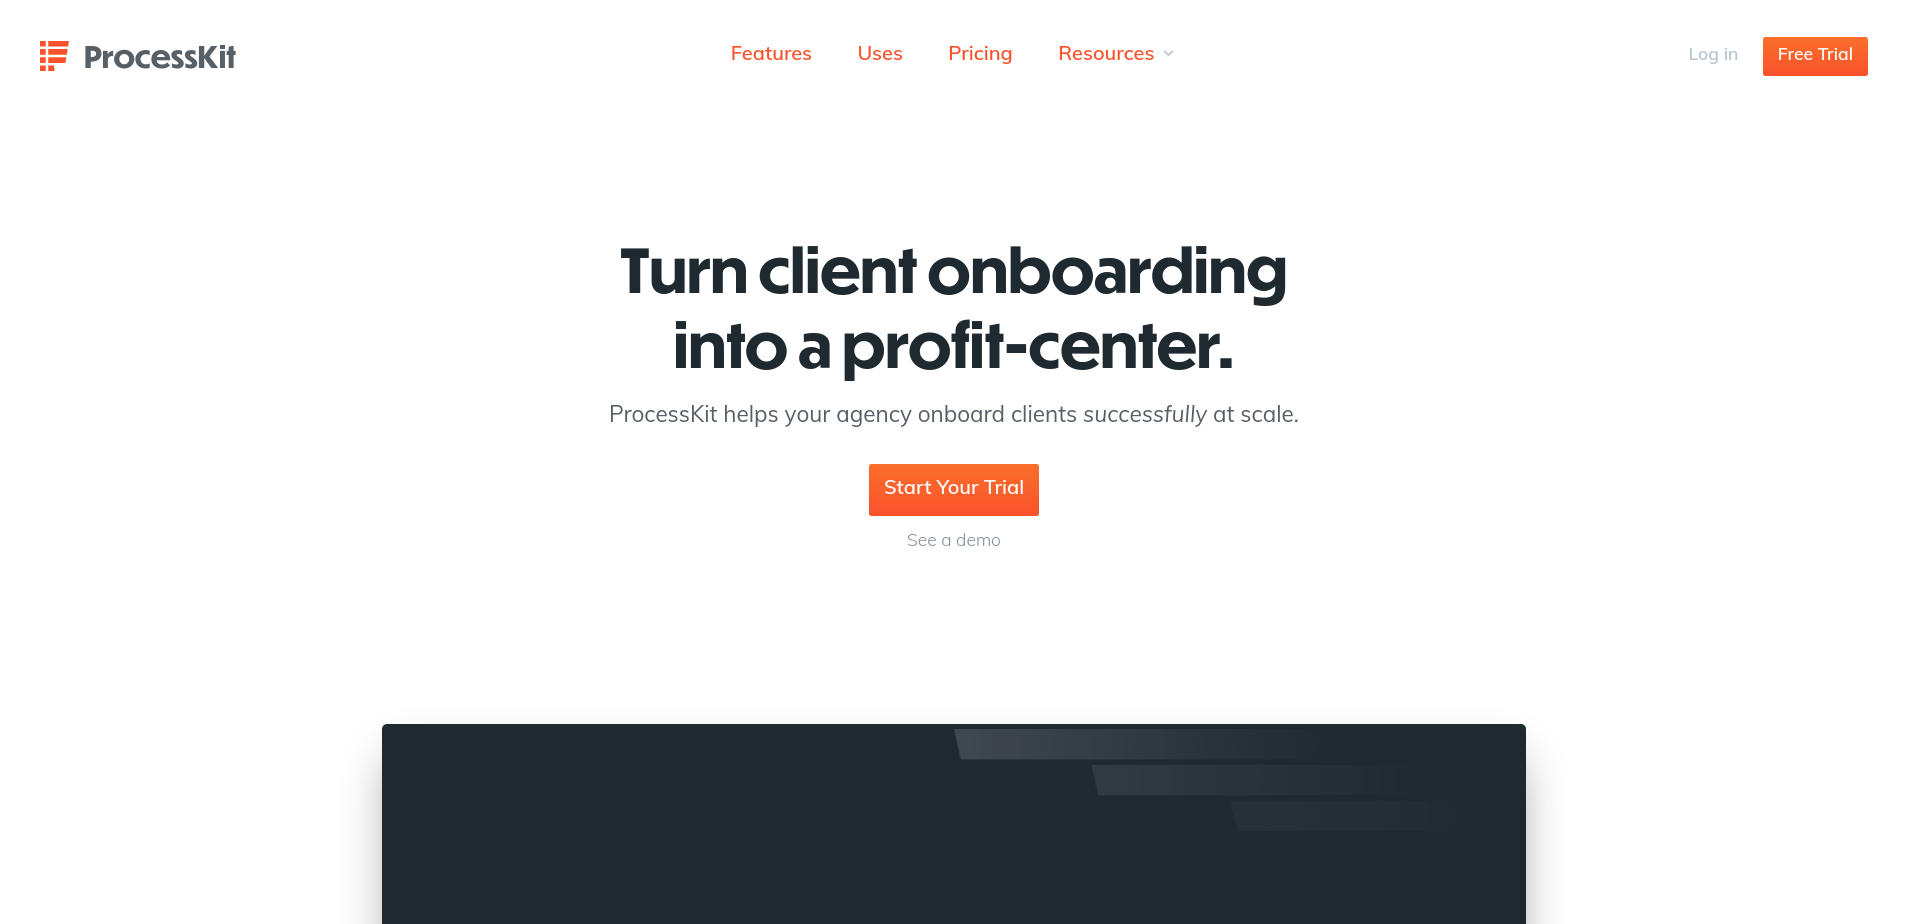 ProcessKit
Features
Uses
Pricing
Resources
Log in
Free Trial
Turn client onboarding
into a profit-center.
ProcessKit helps your agency onboard clients successfully at scale.
Start Your Trial
See a demo